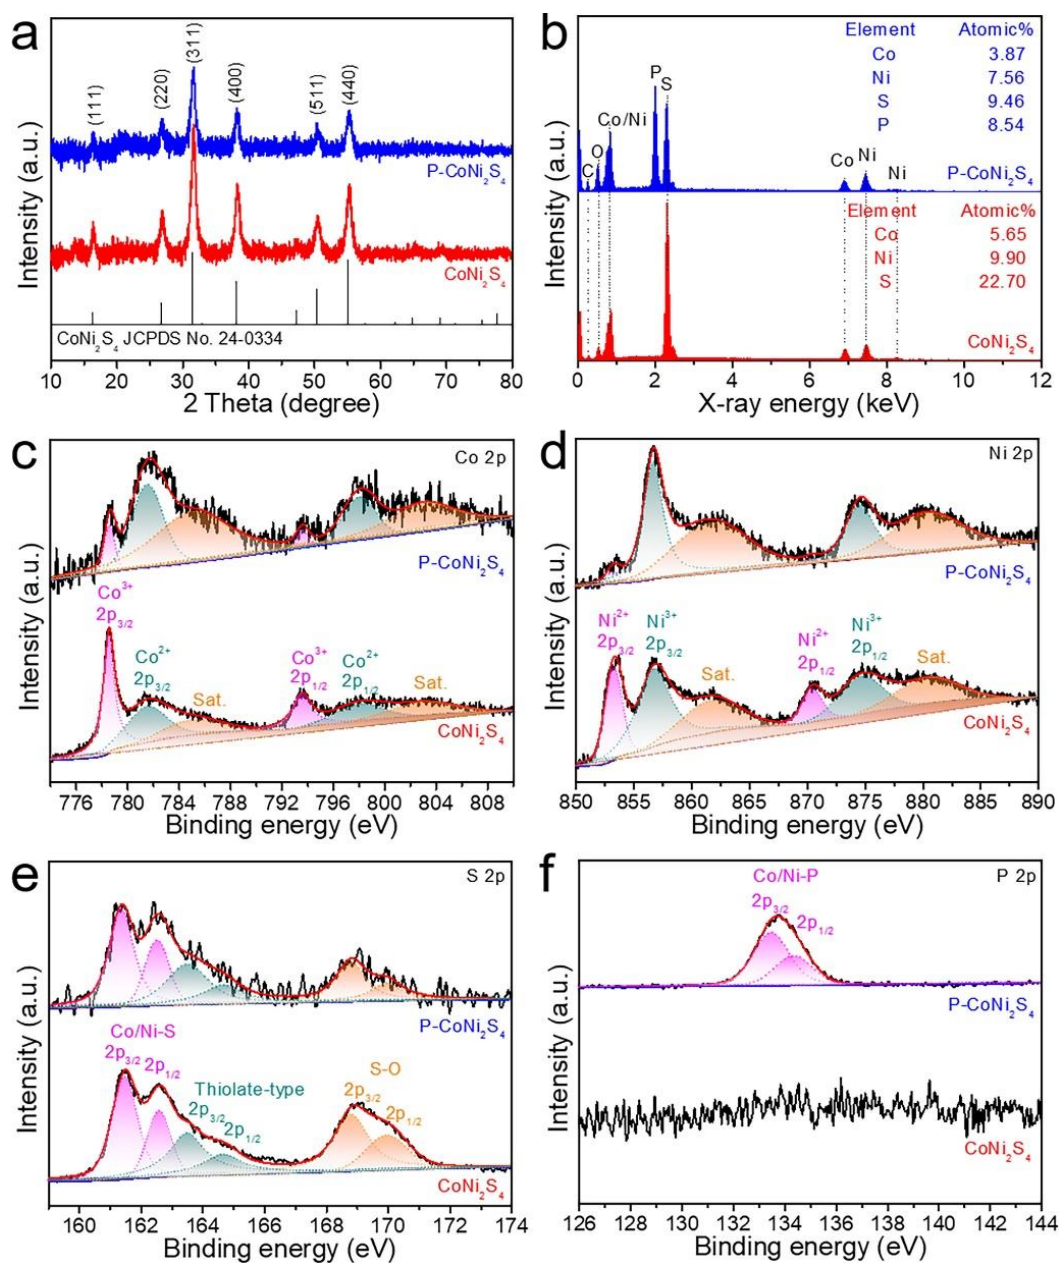 a
Intensity (a.u.)
(111)
(220)
(311)
(400)
(511)
(440)
P-CoNi₂S₄
CoNi₂S₄
CoNi₂S₄ JCPDS No. 24-0334
10 20 30 40 50 60 70 80
2 Theta (degree)
b
Intensity (a.u.)
Element Atomic%
Co 3.87
Ni 7.56
S 9.46
P 8.54
C
O
Co/Ni
P
S
Co
Ni
Ni
P-CoNi₂S₄
Element Atomic%
Co 5.65
Ni 9.90
S 22.70
CoNi₂S₄
0 2 4 6 8 10 12
X-ray energy (keV)
c
Intensity (a.u.)
Co 2p
P-CoNi₂S₄
Co³⁺
2p₃/₂
Co²⁺
2p₃/₂
Sat.
Co³⁺
2p₁/₂
Co²⁺
2p₁/₂
Sat.
CoNi₂S₄
776 780 784 788 792 796 800 804 808
Binding energy (eV)
d
Intensity (a.u.)
Ni 2p
P-CoNi₂S₄
Ni²⁺
2p₃/₂
Ni³⁺
2p₃/₂
Sat.
Ni²⁺
2p₁/₂
Ni³⁺
2p₁/₂
Sat.
CoNi₂S₄
850 855 860 865 870 875 880 885 890
Binding energy (eV)
e
Intensity (a.u.)
S 2p
P-CoNi₂S₄
Co/Ni-S
2p₃/₂
2p₁/₂
Thiolate-type
2p₃/₂
2p₁/₂
S-O
2p₃/₂
2p₁/₂
CoNi₂S₄
160 162 164 166 168 170 172 174
Binding energy (eV)
f
Intensity (a.u.)
P 2p
Co/Ni-P
2p₃/₂
2p₁/₂
P-CoNi₂S₄
CoNi₂S₄
126 128 130 132 134 136 138 140 142 144
Binding energy (eV)